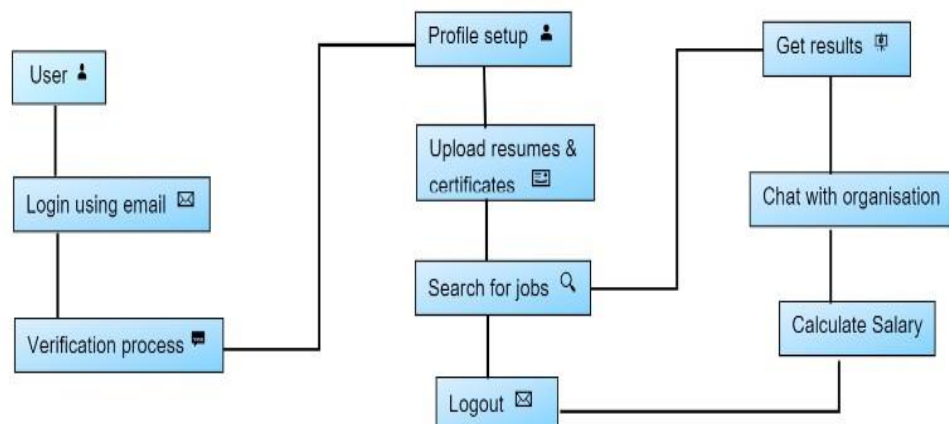 User
Login using email
Verification process
Profile setup
Upload resumes &
certificates
Search for jobs
Logout
Get results
Chat with organisation
Calculate Salary